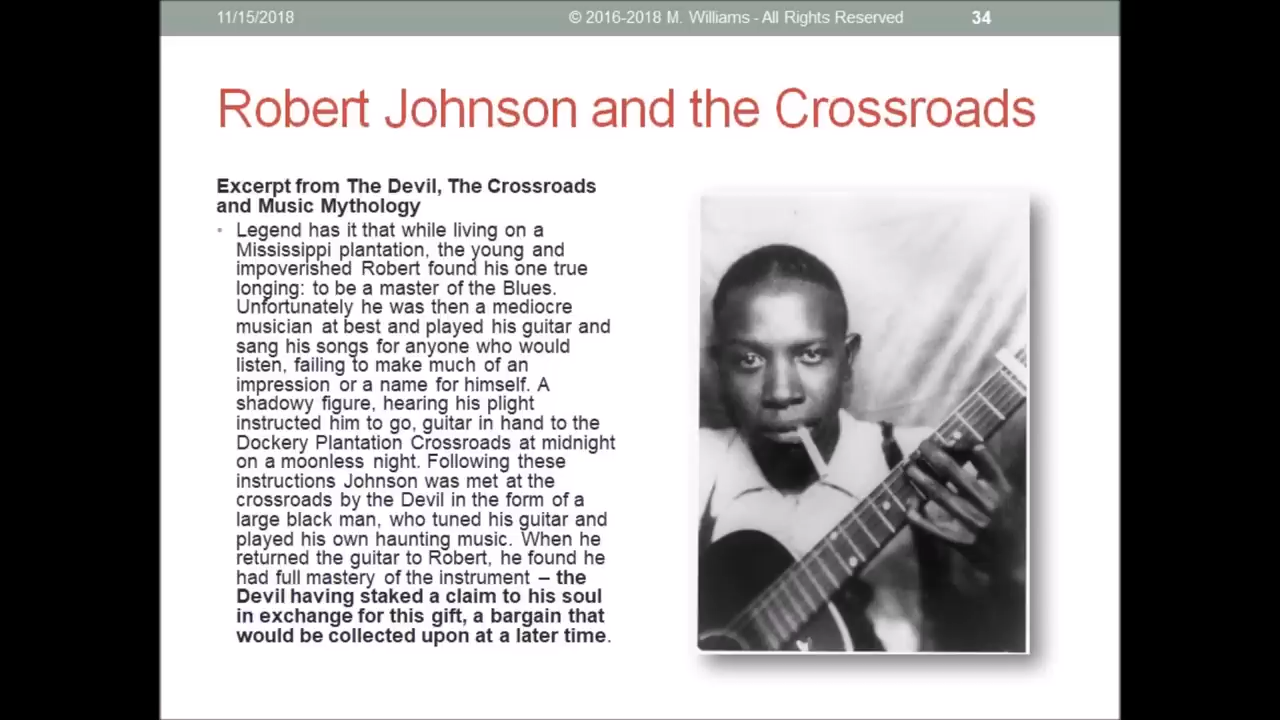 11/15/2018
© 2016-2018 M. Williams - All Rights Reserved
34
Robert Johnson and the Crossroads
Excerpt from The Devil, The Crossroads
and Music Mythology
• Legend has it that while living on a
Mississippi plantation, the young and
impoverished Robert found his one true
longing: to be a master of the Blues.
Unfortunately he was then a mediocre
musician at best and played his guitar and
sang his songs for anyone who would
listen, failing to make much of an
impression or a name for himself. A
shadowy figure, hearing his plight
instructed him to go, guitar in hand to the
Dockery Plantation Crossroads at midnight
on a moonless night. Following these
instructions Johnson was met at the
crossroads by the Devil in the form of a
large black man, who tuned his guitar and
played his own haunting music. When he
returned the guitar to Robert, he found he
had full mastery of the instrument – the
Devil having staked a claim to his soul
in exchange for this gift, a bargain that
would be collected upon at a later time.